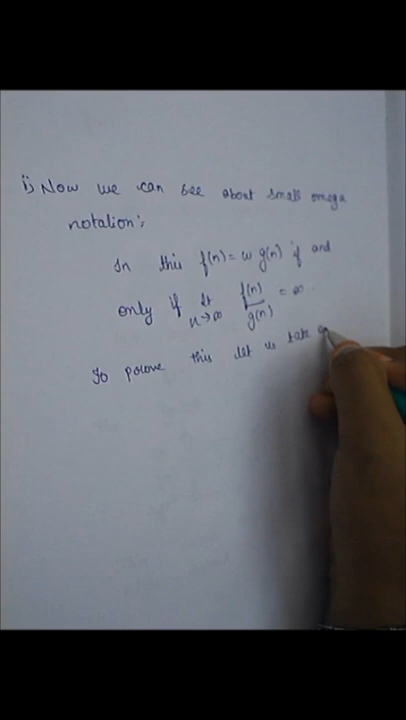 i) Now we can see about small omega
notation:
In this f(n) = ω g(n) if and
only if lt n→∞ f(n)/g(n) = ∞.
To porove this let us take